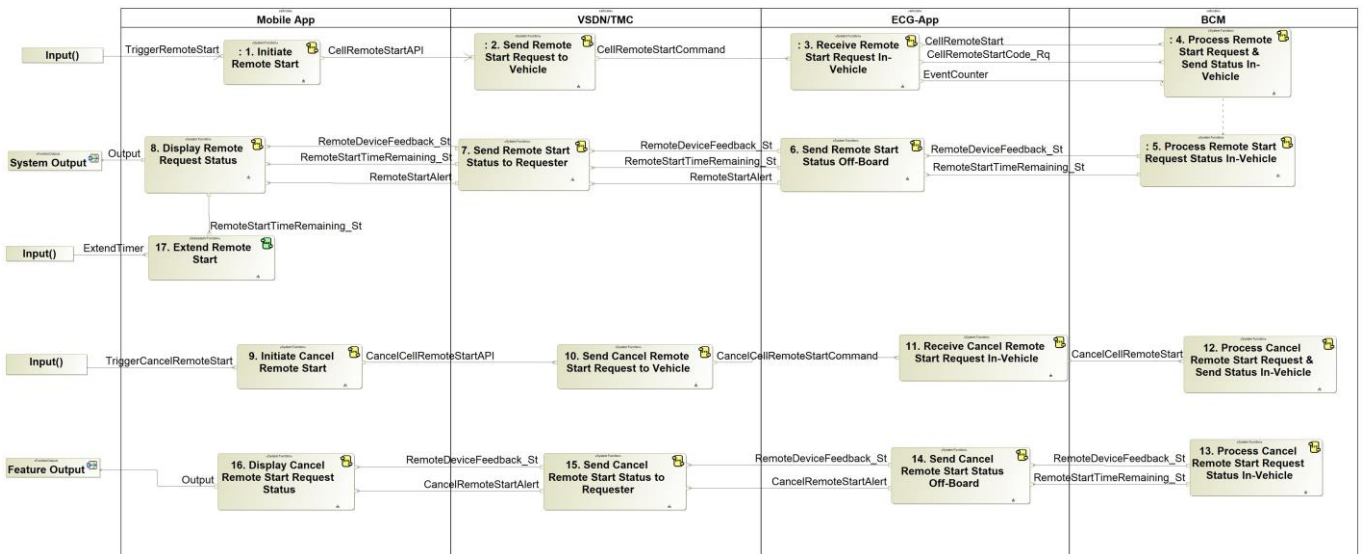 Mobile App
VSDN/TMC
ECG-App
BCM
Input()
TriggerRemoteStart
: 1. Initiate
Remote Start
CellRemoteStartAPI
: 2. Send Remote
Start Request to
Vehicle
CellRemoteStartCommand
: 3. Receive Remote
Start Request In-
Vehicle
CellRemoteStart
CellRemoteStartCode_Rq
EventCounter
: 4. Process Remote
Start Request &
Send Status In-
Vehicle
System Output
Output
8. Display Remote
Request Status
RemoteDeviceFeedback_St
RemoteStartTimeRemaining_St
RemoteStartAlert
7. Send Remote Start
Status to Requester
RemoteDeviceFeedback_St
RemoteStartTimeRemaining_St
RemoteStartAlert
6. Send Remote Start
Status Off-Board
RemoteDeviceFeedback_St
RemoteStartTimeRemaining_St
: 5. Process Remote Start
Request Status In-Vehicle
RemoteStartTimeRemaining_St
Input()
ExtendTimer
17. Extend Remote
Start
Input()
TriggerCancelRemoteStart
9. Initiate Cancel
Remote Start
CancelCellRemoteStartAPI
10. Send Cancel Remote
Start Request to Vehicle
CancelCellRemoteStartCommand
11. Receive Cancel Remote
Start Request In-Vehicle
CancelCellRemoteStart
12. Process Cancel
Remote Start Request &
Send Status In-Vehicle
Feature Output
Output
16. Display Cancel
Remote Start Request
Status
RemoteDeviceFeedback_St
CancelRemoteStartAlert
15. Send Cancel
Remote Start Status to
Requester
RemoteDeviceFeedback_St
CancelRemoteStartAlert
14. Send Cancel
Remote Start Status
Off-Board
RemoteDeviceFeedback_St
RemoteStartTimeRemaining_St
13. Process Cancel
Remote Start Request
Status In-Vehicle